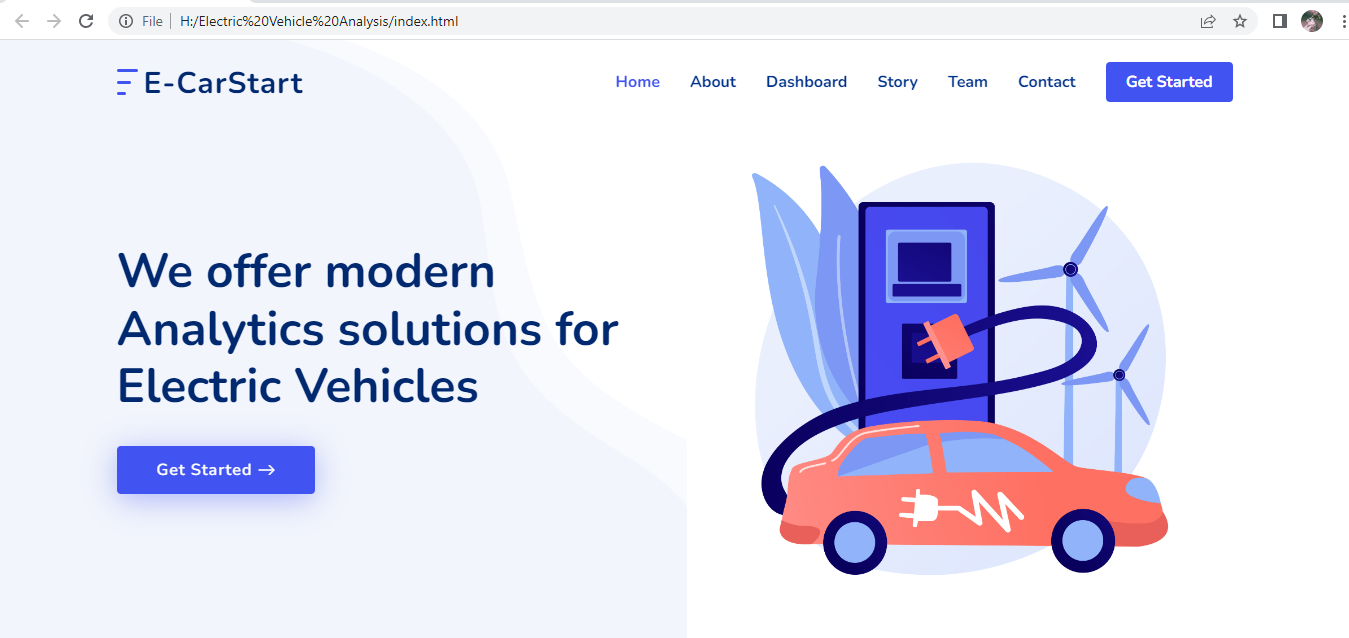 File | H:/Electric%20Vehicle%20Analysis/index.html
E-CarStart
Home About Dashboard Story Team Contact Get Started
We offer modern
Analytics solutions for
Electric Vehicles
Get Started →